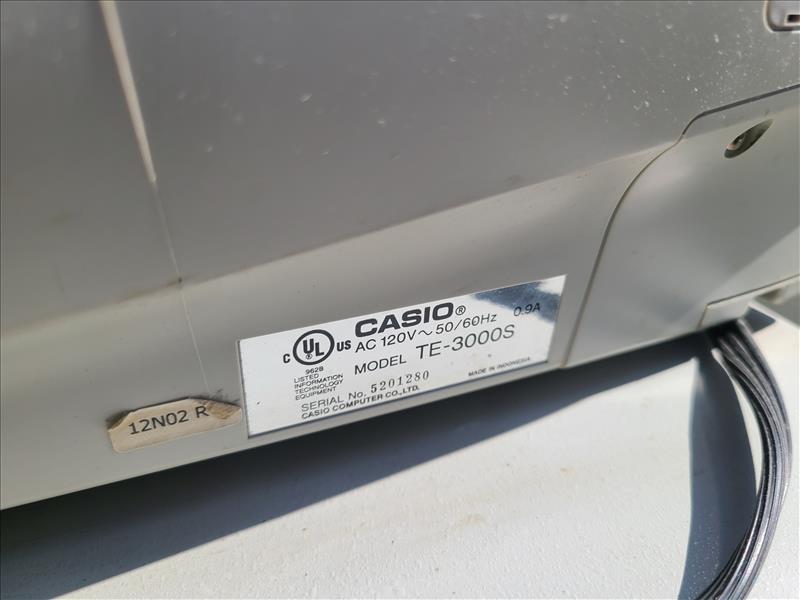 CASIO®
C UL US AC 120V~ 50/60Hz 0.9A
962B
LISTED
INFORMATION
TECHNOLOGY
EQUIPMENT
MODEL TE-3000S
SERIAL No. 5201280
CASIO COMPUTER CO.,LTD.
MADE IN INDONESIA
12N02 R